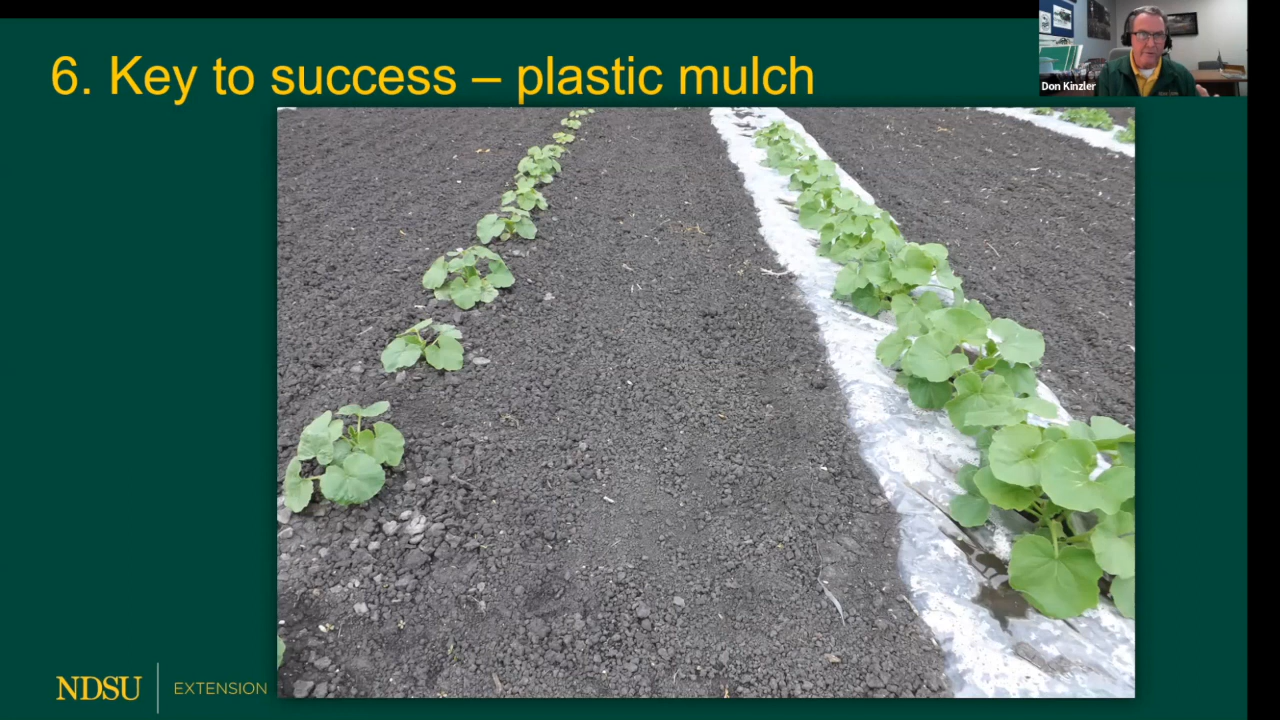 6. Key to success – plastic mulch
Don Kinzler
NDSU EXTENSION